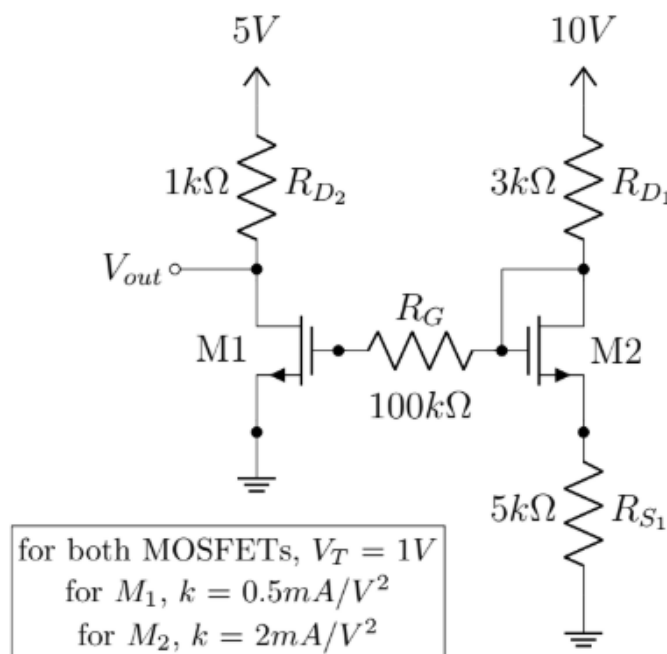 5V 10V
1kΩ R_{D_2} 3kΩ R_{D_1}
V_{out}
R_G
M1 M2
100kΩ
5kΩ R_{S_1}
for both MOSFETs, V_T = 1V
for M_1, k = 0.5mA/V^2
for M_2, k = 2mA/V^2